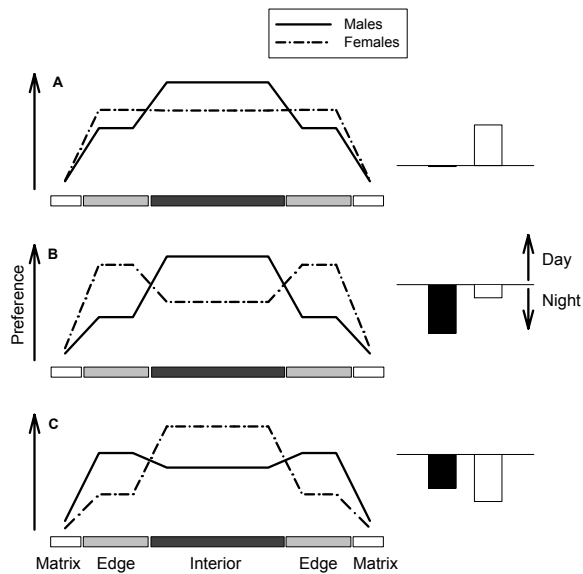 Males
Females
A
B
Preference
Day
Night
C
Matrix Edge Interior Edge Matrix